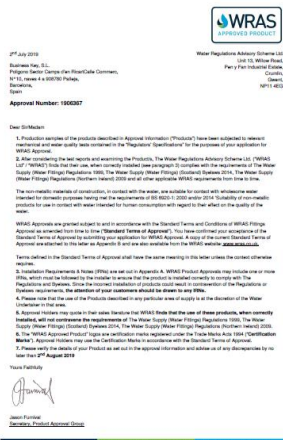 WRAS
APPROVED PRODUCT
2nd July 2019
Business Key, S.L.
Poligono Sector Camps d'en Ricart/Calle Comerc,
Nº10, naves 4 a 908780 Palleja,
Barcelona,
Spain
Water Regulations Advisory Scheme Ltd
Unit 13, Willow Road,
Pen y Fan Industrial Estate,
Crumlin,
Gwent,
NP11 4EG
Approval Number: 1906367
Dear Sir/Madam
1. Production samples of the products described in Approval Information ("Products") have been subjected to relevant
mechanical and water quality tests contained in the "Regulators' Specifications" for the purposes of your application for
WRAS Approval.
2. After considering the test reports and examining the Products, The Water Regulations Advisory Scheme Ltd. ("WRAS
Ltd" / "WRAS") finds that their use, when correctly installed (see paragraph 3) complies with the requirements of The Water
Supply (Water Fittings) Regulations 1999, The Water Supply (Water Fittings) (Scotland) Byelaws 2014, The Water Supply
(Water Fittings) Regulations (Northern Ireland) 2009 and all other applicable WRAS requirements from time to time.
The non-metallic materials of construction, in contact with the water, are suitable for contact with wholesome water
intended for domestic purposes having met the requirements of BS 6920-1: 2000 and/or 2014 'Suitability of non-metallic
products for use in contact with water intended for human consumption with regard to their effect on the quality of the
water.
WRAS Approvals are granted subject to and in accordance with the Standard Terms and Conditions of WRAS Fittings
Approval as amended from time to time ("Standard Terms of Approval"). You have confirmed your acceptance of the
Standard Terms of Approval by submitting your application for WRAS Approval. A copy of the current Standard Terms of
Approval are attached to this letter as Appendix B and are also available from the WRAS website: www.wras.co.uk.
Terms defined in the Standard Terms of Approval shall have the same meaning in this letter unless the context otherwise
requires.
3. Installation Requirements & Notes (IRNs) are set out in Appendix A. WRAS Product Approvals may include one or more
IRNs, which must be followed by the installer to ensure that the product is installed correctly to comply with The
Regulations and Byelaws. Since the incorrect installation of products could result in contravention of the Regulations or
Byelaws requirements, the attention of your customers should be drawn to any IRNs.
4. Please note that the use of the Products described in any particular area of supply is at the discretion of the Water
Undertaker in that area.
5. Approval Holders may quote in their sales literature that WRAS finds that the use of these products, when correctly
installed, will not contravene the requirements of The Water Supply (Water Fittings) Regulations 1999, The Water
Supply (Water Fittings) (Scotland) Byelaws 2014, The Water Supply (Water Fittings) Regulations (Northern Ireland) 2009.
6. The "WRAS Approved Product" logos are certification marks registered under the Trade Marks Acts 1994 ("Certification
Marks"). Approval Holders may use the Certification Marks in accordance with the Standard Terms of Approval.
7. Please verify the details of your Product as set out in the approval information and advise us of any discrepancies by no
later than 2nd August 2019
Yours Faithfully
Jason Furnival
Secretary, Product Approval Group